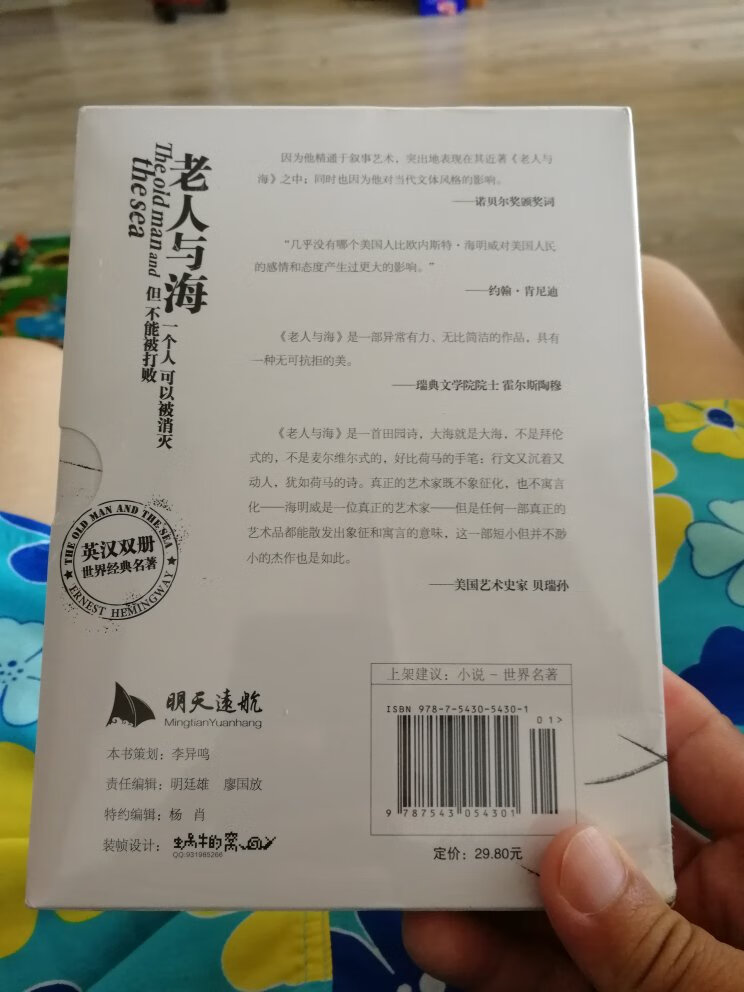 老人与海
The old man and
the sea
一个人 可以被消灭
但 不能被打败
因为他精通于叙事艺术，突出地表现在其近著《老人与
海》之中；同时也因为他对当代文体风格的影响。
——诺贝尔奖颁奖词
“几乎没有哪个美国人比欧内斯特·海明威对美国人民
的感情和态度产生过更大的影响。”
——约翰·肯尼迪
《老人与海》是一部异常有力、无比简洁的作品，具有
一种无可抗拒的美。
——瑞典文学院院士 霍尔斯陶穆
《老人与海》是一首田园诗，大海就是大海，不是拜伦
式的，不是麦尔维尔式的，好比荷马的手笔：行文又沉着又
动人，犹如荷马的诗。真正的艺术家既不象征化，也不寓言
化——海明威是一位真正的艺术家——但是任何一部真正的
艺术品都能散发出象征和寓言的意味，这一部短小但并不渺
小的杰作也是如此。
——美国艺术史家 贝瑞孙
THE OLD MAN AND THE SEA
英汉双册
世界经典名著
ERNEST HEMINGWAY
明天远航
MingtianYuanhang
本书策划：李异鸣
责任编辑：明廷雄 廖国放
特约编辑：杨 肖
装帧设计：蜗牛的窝
QQ:931965266
上架建议：小说－世界名著
ISBN 978-7-5430-5430-1
01>
9 787543 054301
定价：29.80元